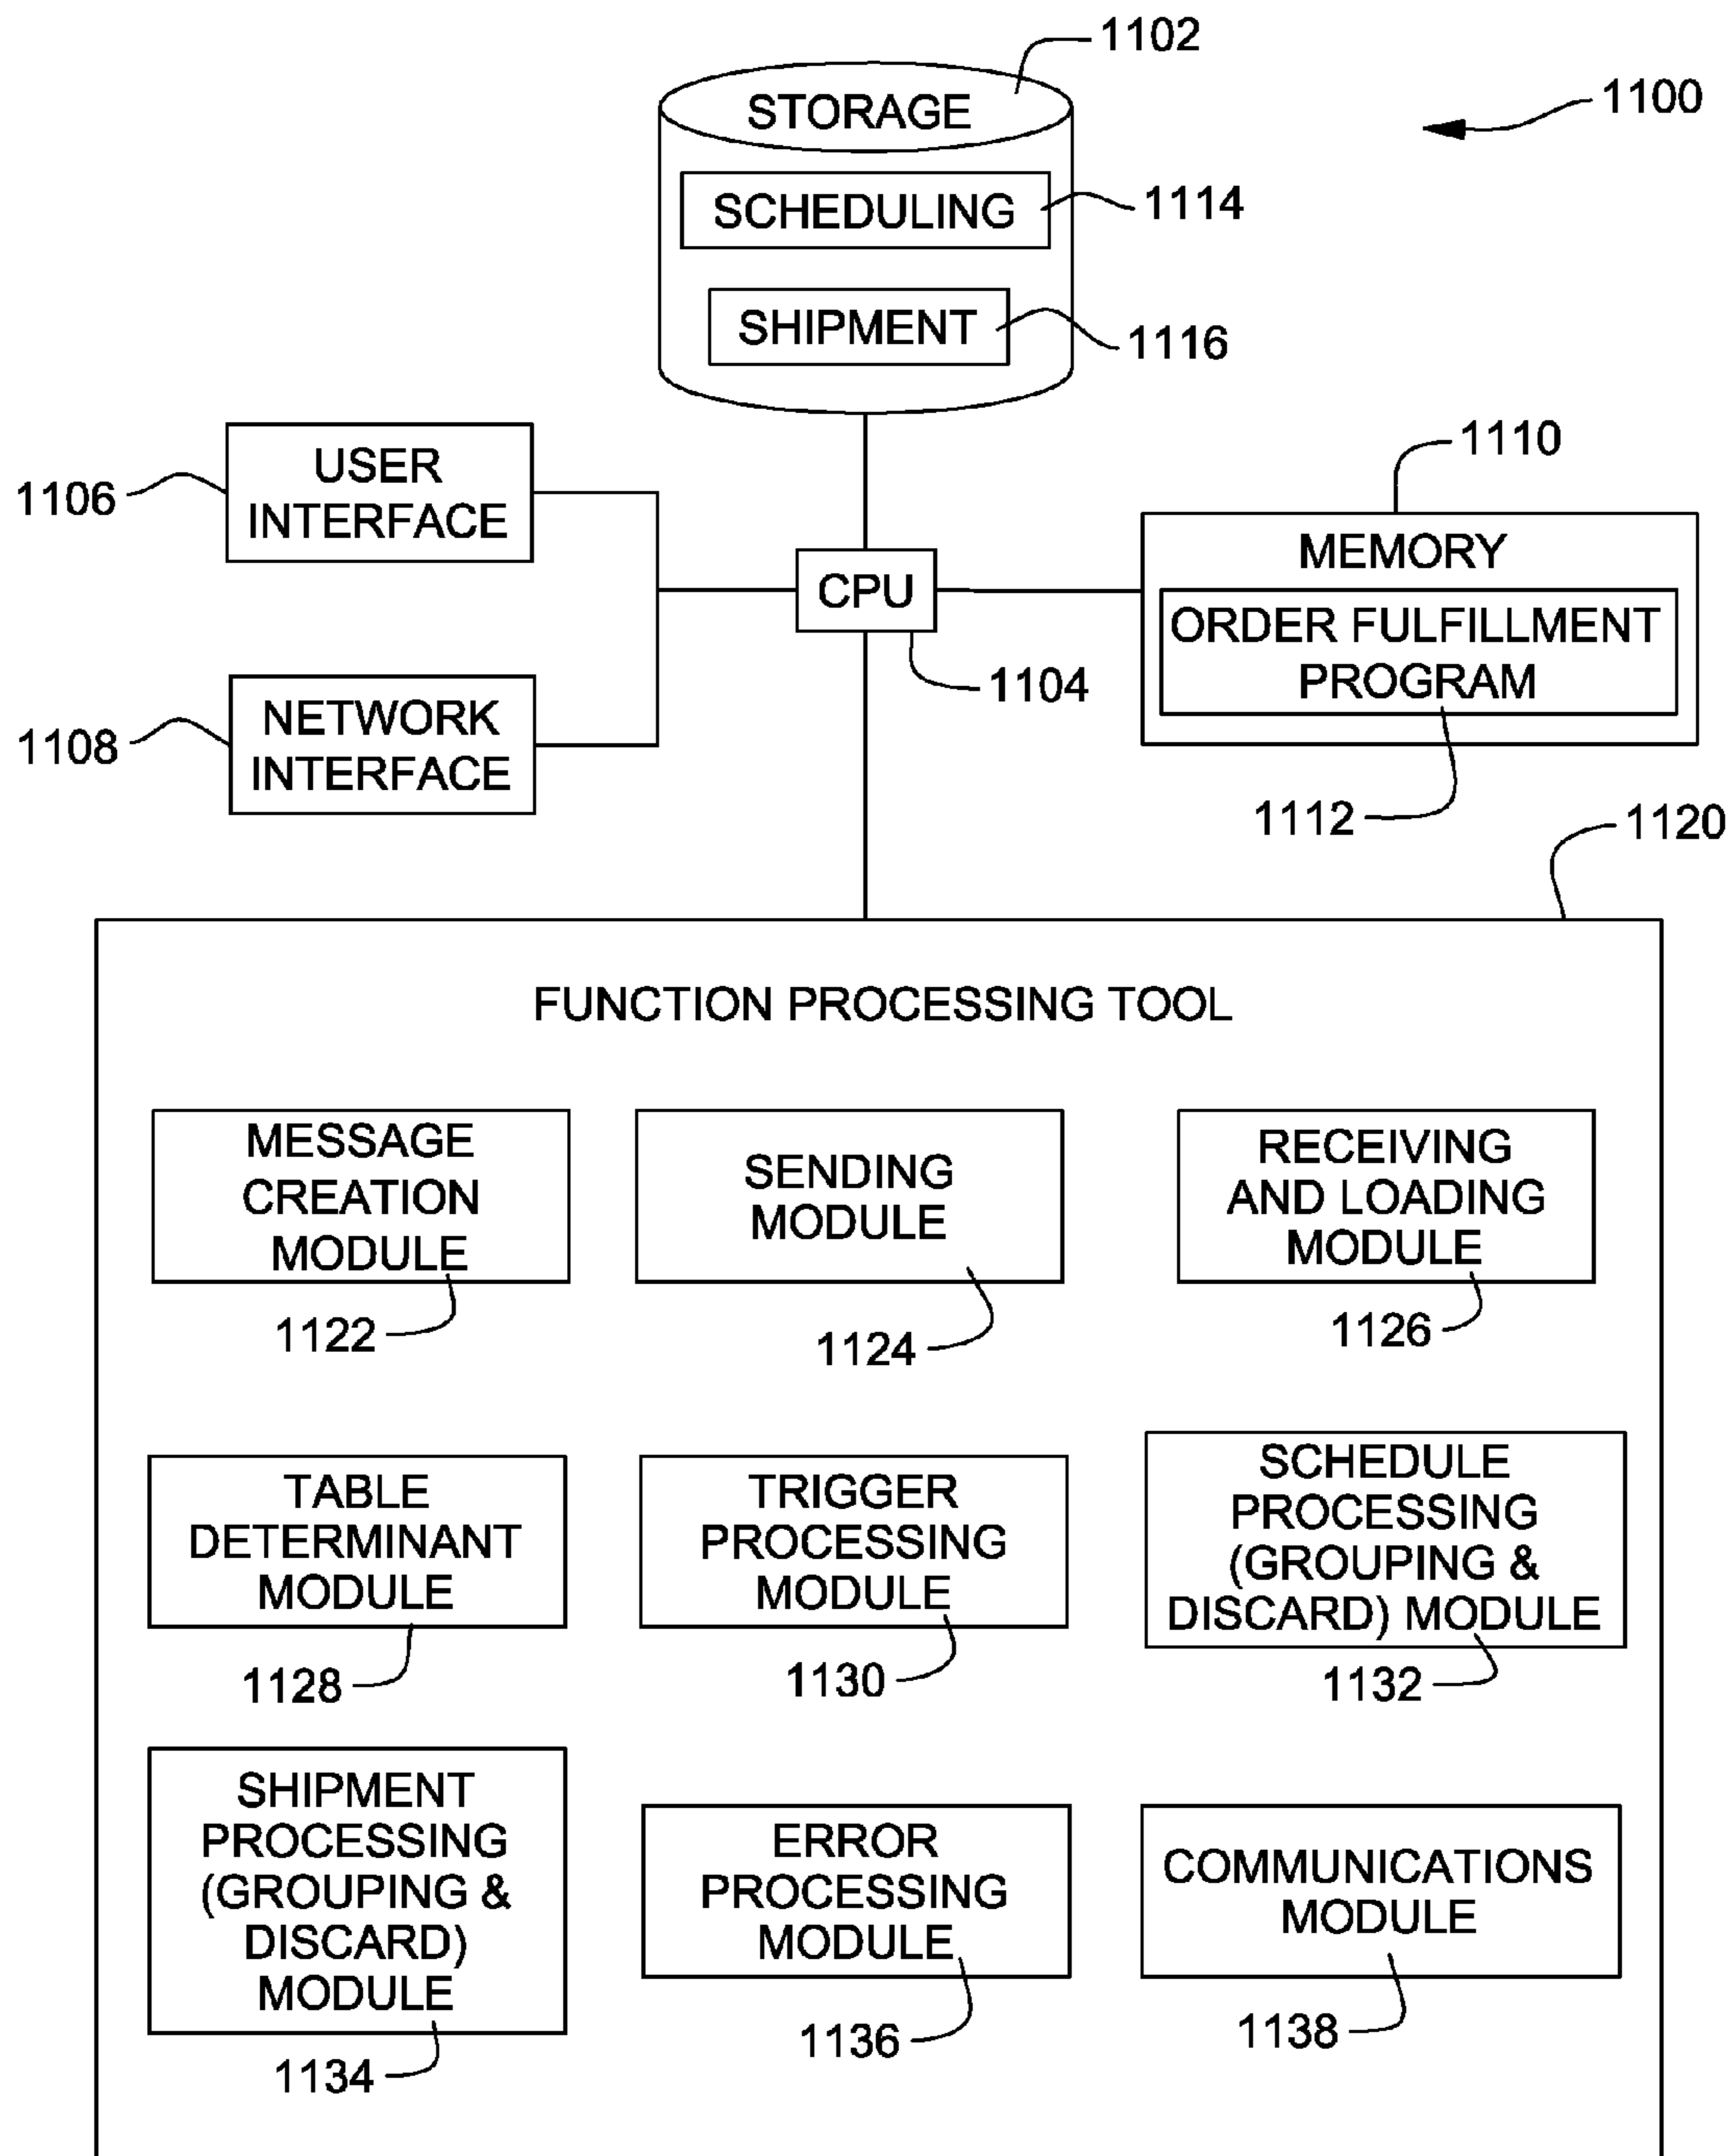 1102
1100
STORAGE
SCHEDULING
1114
SHIPMENT
1116
USER
INTERFACE
1106
1110
MEMORY
ORDER FULFILLMENT
PROGRAM
CPU
1104
NETWORK
INTERFACE
1108
1112
1120
FUNCTION PROCESSING TOOL
MESSAGE
CREATION
MODULE
1122
SENDING
MODULE
1124
RECEIVING
AND LOADING
MODULE
1126
TABLE
DETERMINANT
MODULE
1128
TRIGGER
PROCESSING
MODULE
1130
SCHEDULE
PROCESSING
(GROUPING &
DISCARD) MODULE
1132
SHIPMENT
PROCESSING
(GROUPING &
DISCARD)
MODULE
1134
ERROR
PROCESSING
MODULE
1136
COMMUNICATIONS
MODULE
1138